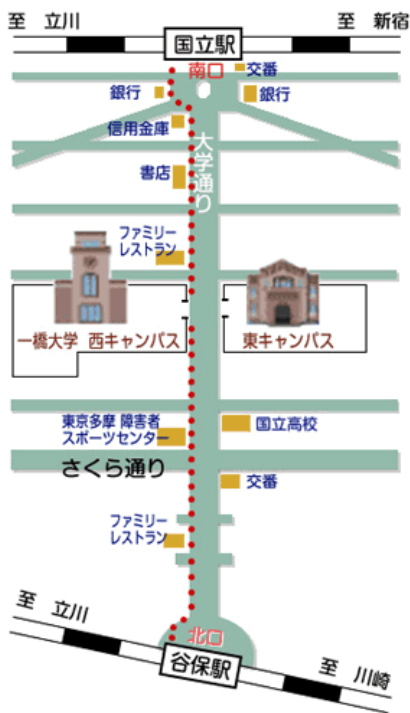 至 立川
至 新宿
国立駅
南口
交番
銀行
銀行
信用金庫
大学通り
書店
ファミリー
レストラン
一橋大学 西キャンパス
東キャンパス
東京多摩 障害者
スポーツセンター
国立高校
さくら通り
交番
ファミリー
レストラン
至 立川
北口
谷保駅
至 川崎